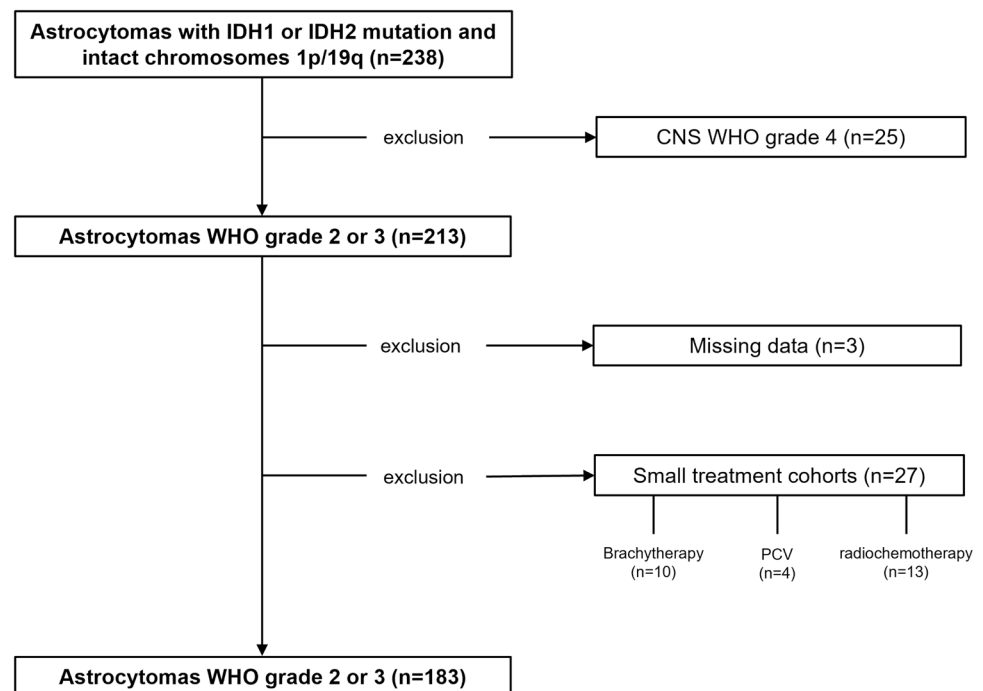 Astrocytomas with IDH1 or IDH2 mutation and
intact chromosomes 1p/19q (n=238)
exclusion
CNS WHO grade 4 (n=25)
Astrocytomas WHO grade 2 or 3 (n=213)
exclusion
Missing data (n=3)
exclusion
Small treatment cohorts (n=27)
Brachytherapy
(n=10)
PCV
(n=4)
radiochemotherapy
(n=13)
Astrocytomas WHO grade 2 or 3 (n=183)